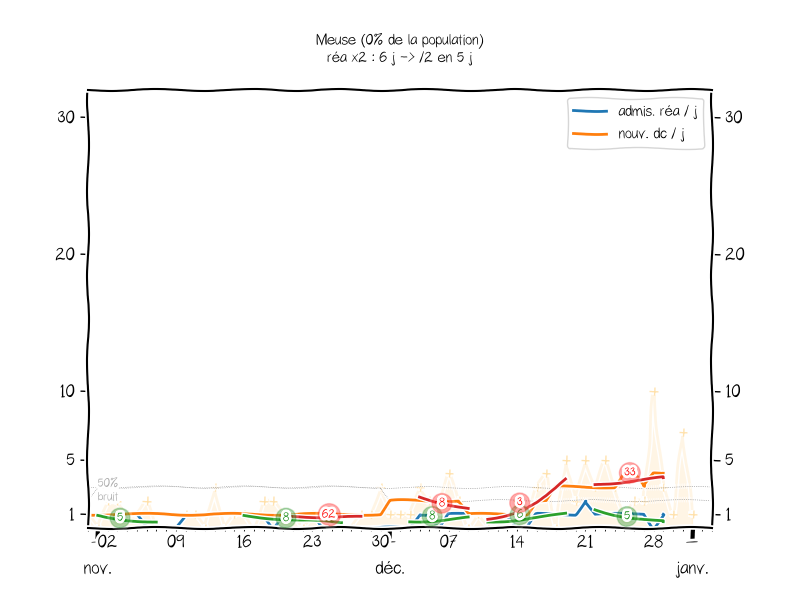 Meuse (0% de la population)
réa x2 : 6 j -> /2 en 5 j
admis. réa / j
nouv. dc / j
30 30
20 20
10 10
5 5
1 1
50%
bruit
5 8 62 8 8 3 6 33 5
02 09 16 23 30 07 14 21 28
nov. déc. janv.